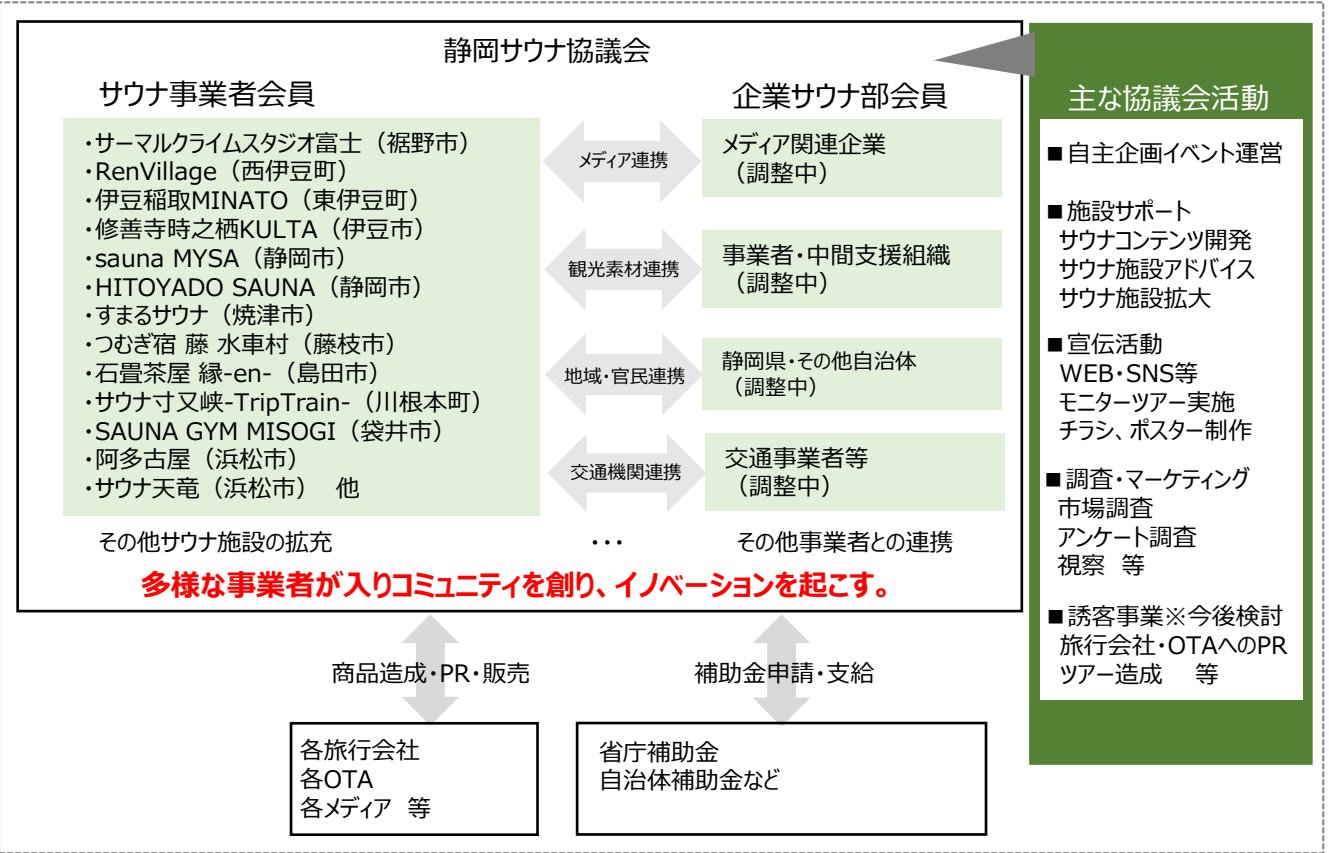 静岡サウナ協議会
サウナ事業者会員
・サーマルクライムスタジオ富士（裾野市）
・RenVillage（西伊豆町）
・伊豆稲取MINATO（東伊豆町）
・修善寺時之栖KULTA（伊豆市）
・sauna MYSA（静岡市）
・HITOYADO SAUNA（静岡市）
・すまるサウナ（焼津市）
・つむぎ宿 藤 水車村（藤枝市）
・石畳茶屋 縁-en-（島田市）
・サウナ寸又峡-TripTrain-（川根本町）
・SAUNA GYM MISOGI（袋井市）
・阿多古屋（浜松市）
・サウナ天竜（浜松市）　他
その他サウナ施設の拡充
メディア連携
観光素材連携
地域・官民連携
交通機関連携
・・・
企業サウナ部会員
メディア関連企業
（調整中）
事業者・中間支援組織
（調整中）
静岡県・その他自治体
（調整中）
交通事業者等
（調整中）
その他事業者との連携
多様な事業者が入りコミュニティを創り、イノベーションを起こす。
商品造成・PR・販売
補助金申請・支給
各旅行会社
各OTA
各メディア　等
省庁補助金
自治体補助金など
主な協議会活動
■自主企画イベント運営
■施設サポート
サウナコンテンツ開発
サウナ施設アドバイス
サウナ施設拡大
■宣伝活動
WEB・SNS等
モニターツアー実施
チラシ、ポスター制作
■調査・マーケティング
市場調査
アンケート調査
視察　等
■誘客事業※今後検討
旅行会社・OTAへのPR
ツアー造成　等